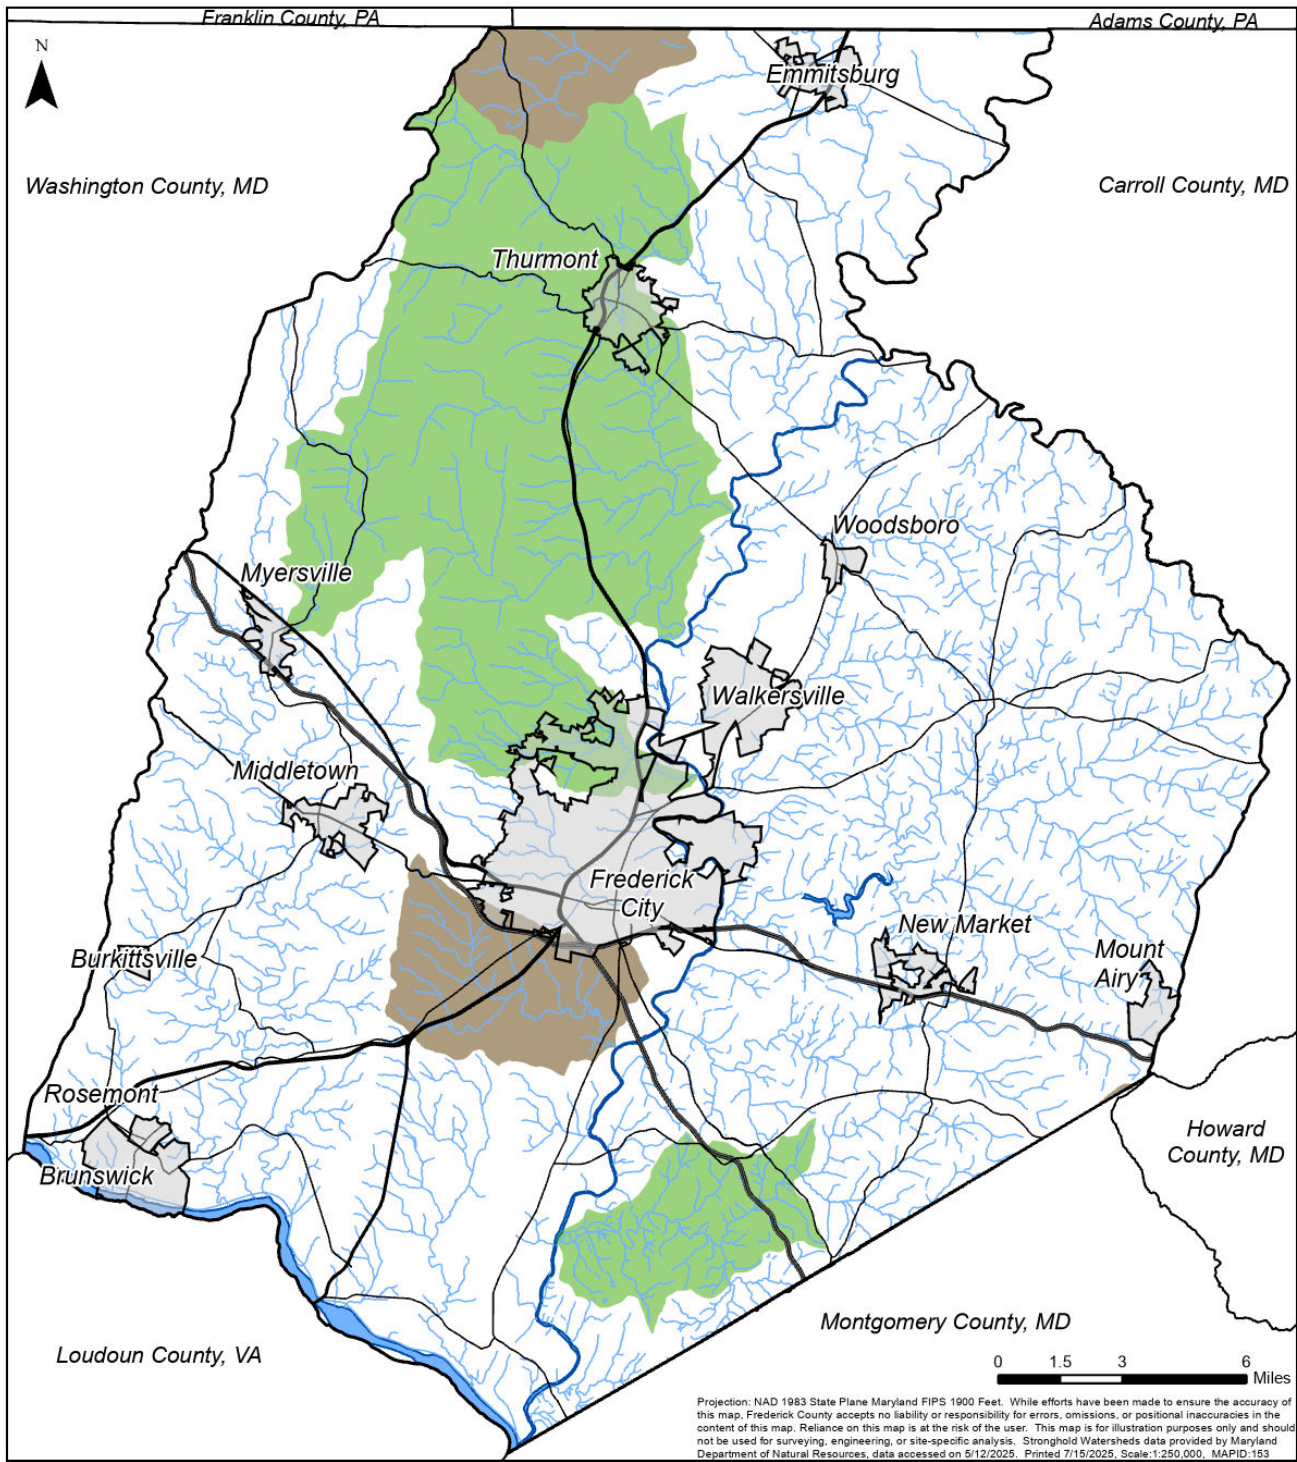 Franklin County, PA
Adams County, PA
N
Emmitsburg
Washington County, MD
Carroll County, MD
Thurmont
Woodsboro
Myersville
Walkersville
Middletown
Frederick
City
New Market
Mount
Airy
Burkittsville
Rosemont
Howard
County, MD
Brunswick
Montgomery County, MD
Loudoun County, VA
0 1.5 3 6
Miles
Projection: NAD 1983 State Plane Maryland FIPS 1900 Feet. While efforts have been made to ensure the accuracy of
this map, Frederick County accepts no liability or responsibility for errors, omissions, or positional inaccuracies in the
content of this map. Reliance on this map is at the risk of the user. This map is for illustration purposes only and should
not be used for surveying, engineering, or site-specific analysis. Stronghold Watersheds data provided by Maryland
Department of Natural Resources, data accessed on 5/12/2025. Printed 7/15/2025, Scale:1:250,000, MAPID:153